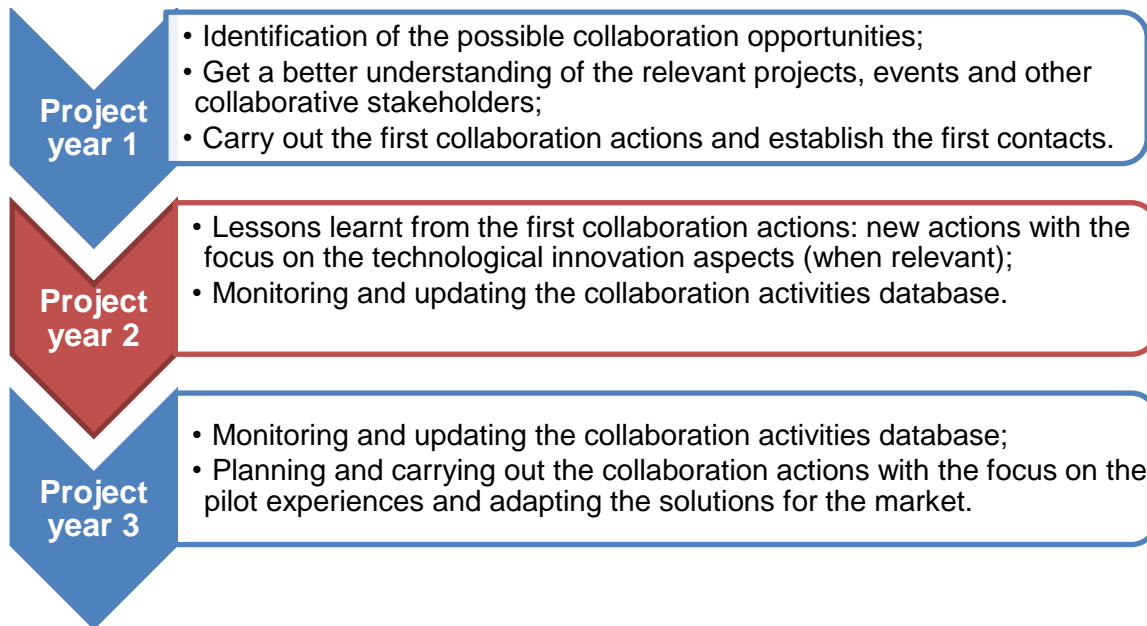 Project
year 1
• Identification of the possible collaboration opportunities;
• Get a better understanding of the relevant projects, events and other
collaborative stakeholders;
• Carry out the first collaboration actions and establish the first contacts.
Project
year 2
• Lessons learnt from the first collaboration actions: new actions with the
focus on the technological innovation aspects (when relevant);
• Monitoring and updating the collaboration activities database.
Project
year 3
• Monitoring and updating the collaboration activities database;
• Planning and carrying out the collaboration actions with the focus on the
pilot experiences and adapting the solutions for the market.